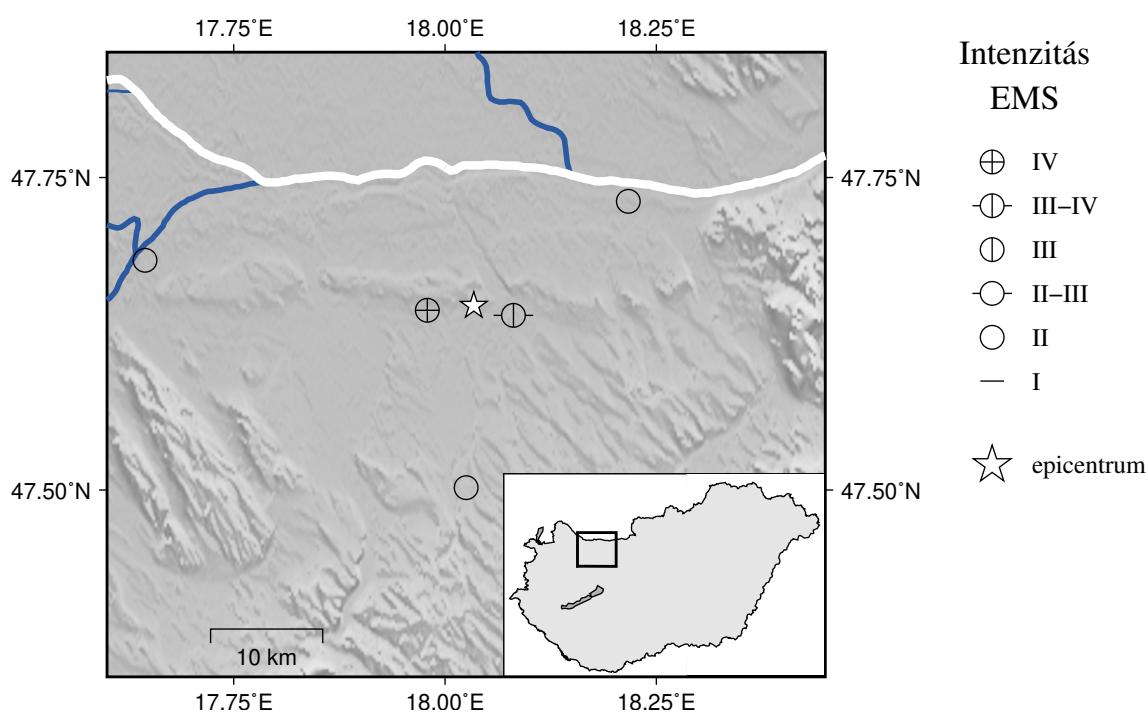 17.75˚E 18.00˚E 18.25˚E
47.75˚N 47.75˚N
47.50˚N 47.50˚N
10 km
17.75˚E 18.00˚E 18.25˚E
Intenzitás
EMS
IV
III−IV
III
II−III
II
I
epicentrum